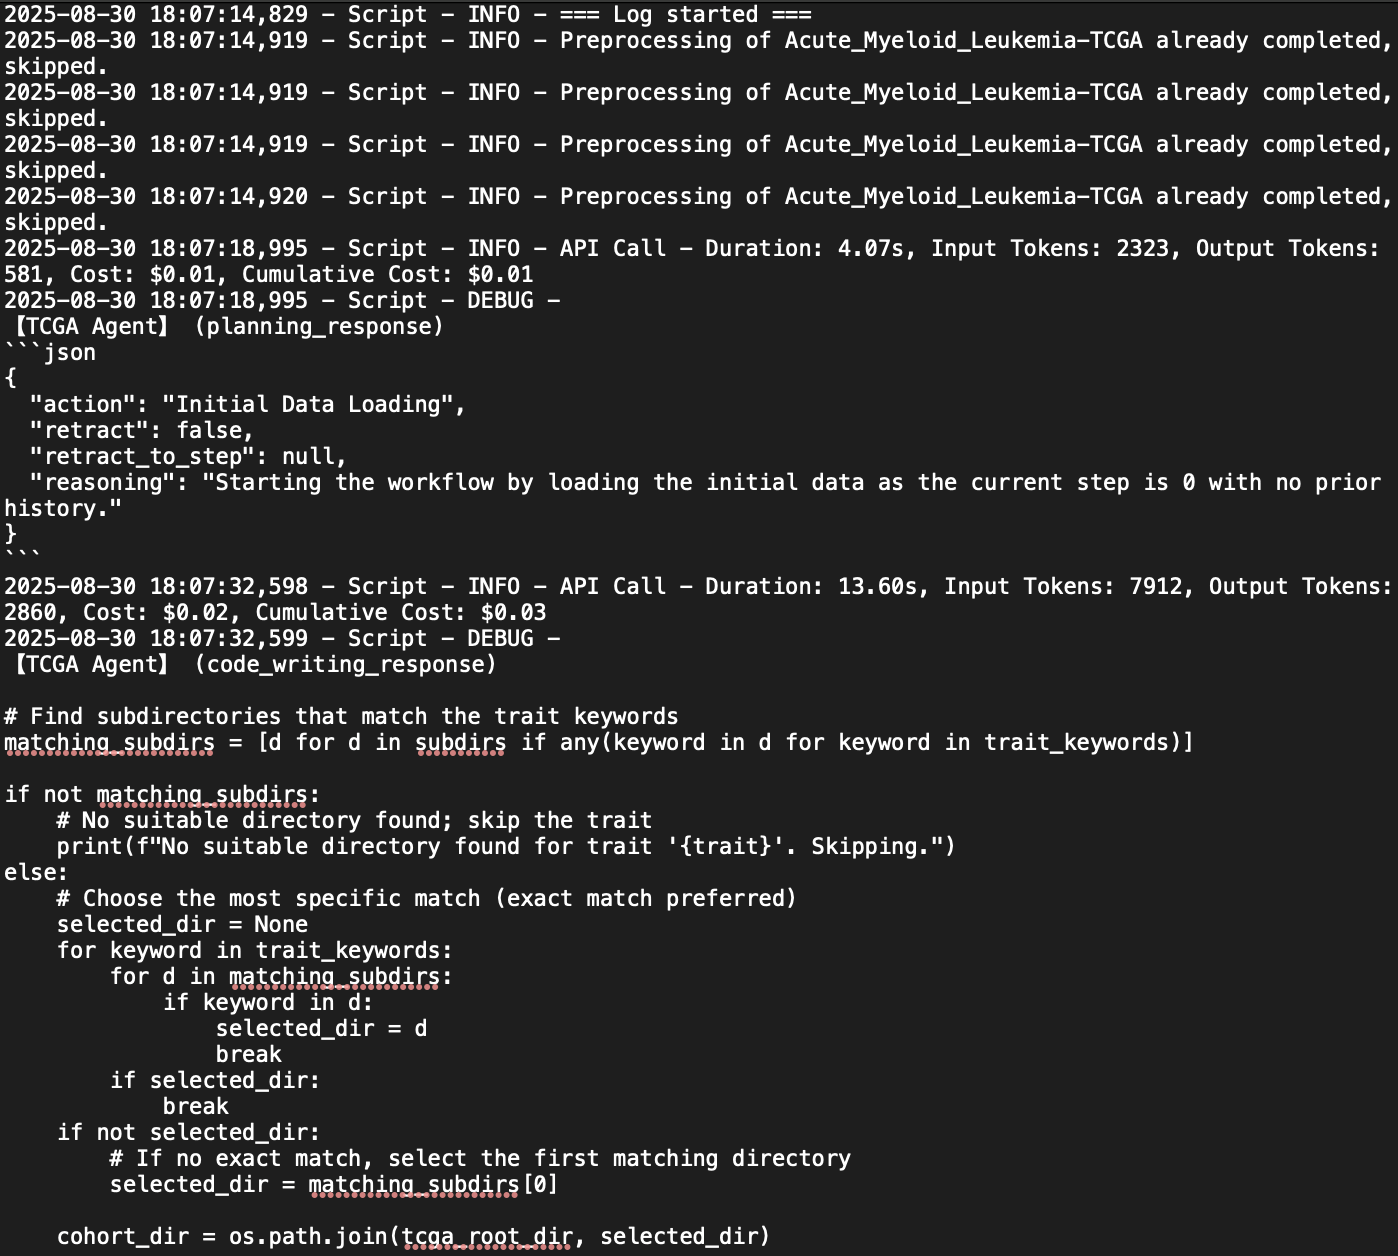 2025-08-30 18:07:14,829 - Script - INFO - === Log started ===
2025-08-30 18:07:14,919 - Script - INFO - Preprocessing of Acute_Myeloid_Leukemia-TCGA already completed,
skipped.
2025-08-30 18:07:14,919 - Script - INFO - Preprocessing of Acute_Myeloid_Leukemia-TCGA already completed,
skipped.
2025-08-30 18:07:14,919 - Script - INFO - Preprocessing of Acute_Myeloid_Leukemia-TCGA already completed,
skipped.
2025-08-30 18:07:14,920 - Script - INFO - Preprocessing of Acute_Myeloid_Leukemia-TCGA already completed,
skipped.
2025-08-30 18:07:18,995 - Script - INFO - API Call - Duration: 4.07s, Input Tokens: 2323, Output Tokens:
581, Cost: $0.01, Cumulative Cost: $0.01
2025-08-30 18:07:18,995 - Script - DEBUG -
【TCGA Agent】 (planning_response)
```json
{
  "action": "Initial Data Loading",
  "retract": false,
  "retract_to_step": null,
  "reasoning": "Starting the workflow by loading the initial data as the current step is 0 with no prior
history."
}
```
2025-08-30 18:07:32,598 - Script - INFO - API Call - Duration: 13.60s, Input Tokens: 7912, Output Tokens:
2860, Cost: $0.02, Cumulative Cost: $0.03
2025-08-30 18:07:32,599 - Script - DEBUG -
【TCGA Agent】 (code_writing_response)

# Find subdirectories that match the trait keywords
matching_subdirs = [d for d in subdirs if any(keyword in d for keyword in trait_keywords)]

if not matching_subdirs:
    # No suitable directory found; skip the trait
    print(f"No suitable directory found for trait '{trait}'. Skipping.")
else:
    # Choose the most specific match (exact match preferred)
    selected_dir = None
    for keyword in trait_keywords:
        for d in matching_subdirs:
            if keyword in d:
                selected_dir = d
                break
        if selected_dir:
            break
    if not selected_dir:
        # If no exact match, select the first matching directory
        selected_dir = matching_subdirs[0]

    cohort_dir = os.path.join(tcga_root_dir, selected_dir)